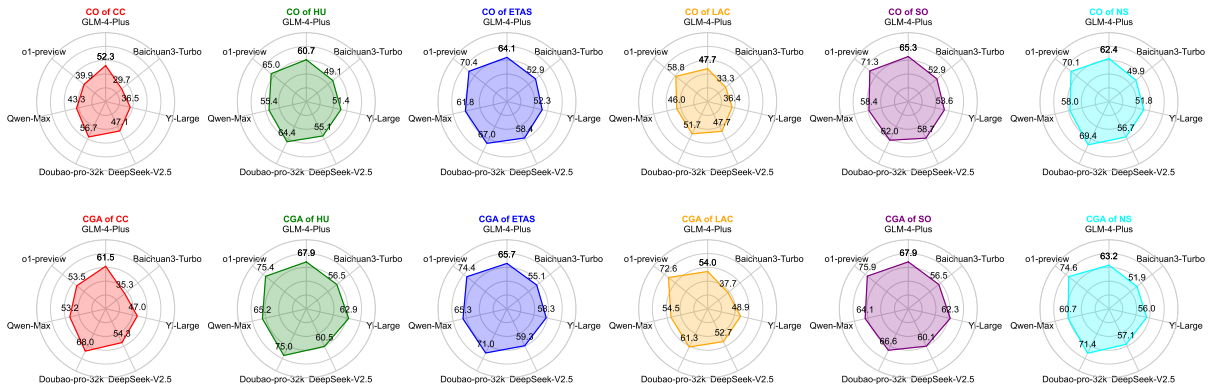 CO of CC
GLM-4-Plus
52.3
o1-preview
Baichuan3-Turbo
39.9
29.7
43.3
36.5
Qwen-Max
Yi-Large
56.7
47.1
Doubao-pro-32k DeepSeek-V2.5
CO of HU
GLM-4-Plus
60.7
o1-preview
Baichuan3-Turbo
65.0
49.1
55.4
51.4
Qwen-Max
Yi-Large
64.4
55.1
Doubao-pro-32k DeepSeek-V2.5
CO of ETAS
GLM-4-Plus
64.1
o1-preview
Baichuan3-Turbo
70.4
52.9
61.8
52.3
Qwen-Max
Yi-Large
67.0
58.4
Doubao-pro-32k DeepSeek-V2.5
CO of LAC
GLM-4-Plus
47.7
o1-preview
Baichuan3-Turbo
58.8
33.3
46.0
36.4
Qwen-Max
Yi-Large
51.7
47.7
Doubao-pro-32k DeepSeek-V2.5
CO of SO
GLM-4-Plus
65.3
o1-preview
Baichuan3-Turbo
71.3
52.9
58.4
53.6
Qwen-Max
Yi-Large
62.0
58.7
Doubao-pro-32k DeepSeek-V2.5
CO of NS
GLM-4-Plus
62.4
o1-preview
Baichuan3-Turbo
70.1
49.9
58.0
51.8
Qwen-Max
Yi-Large
69.4
56.7
Doubao-pro-32k DeepSeek-V2.5
CGA of CC
GLM-4-Plus
61.5
o1-preview
Baichuan3-Turbo
53.5
35.3
53.2
47.0
Qwen-Max
Yi-Large
68.0
54.3
Doubao-pro-32k DeepSeek-V2.5
CGA of HU
GLM-4-Plus
67.9
o1-preview
Baichuan3-Turbo
75.4
56.5
65.2
62.9
Qwen-Max
Yi-Large
75.0
60.5
Doubao-pro-32k DeepSeek-V2.5
CGA of ETAS
GLM-4-Plus
65.7
o1-preview
Baichuan3-Turbo
74.4
55.1
65.3
58.3
Qwen-Max
Yi-Large
71.0
59.3
Doubao-pro-32k DeepSeek-V2.5
CGA of LAC
GLM-4-Plus
54.0
o1-preview
Baichuan3-Turbo
72.6
37.7
54.5
48.9
Qwen-Max
Yi-Large
61.3
52.7
Doubao-pro-32k DeepSeek-V2.5
CGA of SO
GLM-4-Plus
67.9
o1-preview
Baichuan3-Turbo
75.9
56.5
64.1
62.3
Qwen-Max
Yi-Large
66.6
60.1
Doubao-pro-32k DeepSeek-V2.5
CGA of NS
GLM-4-Plus
63.2
o1-preview
Baichuan3-Turbo
74.6
51.9
60.7
56.0
Qwen-Max
Yi-Large
71.4
57.1
Doubao-pro-32k DeepSeek-V2.5